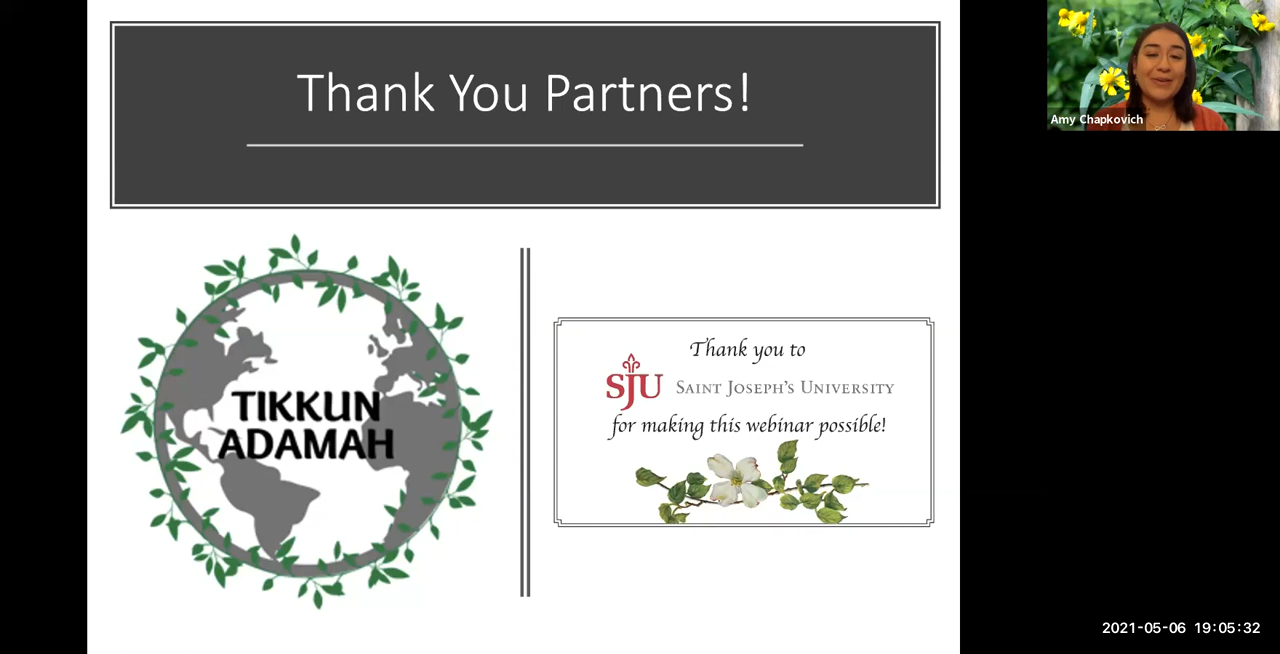 Thank You Partners!
TIKKUN
ADAMAH
Thank you to
SJU SAINT JOSEPH'S UNIVERSITY
for making this webinar possible!
Amy Chapkovich
2021-05-06 19:05:32